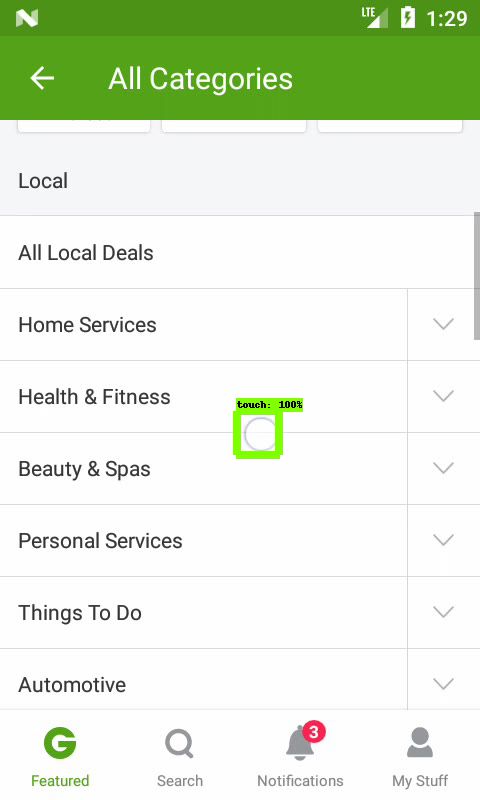 LTE 1:29
All Categories
Local
All Local Deals
Home Services
Health & Fitness
touch: 100%
Beauty & Spas
Personal Services
Things To Do
Automotive
3
Featured Search Notifications My Stuff